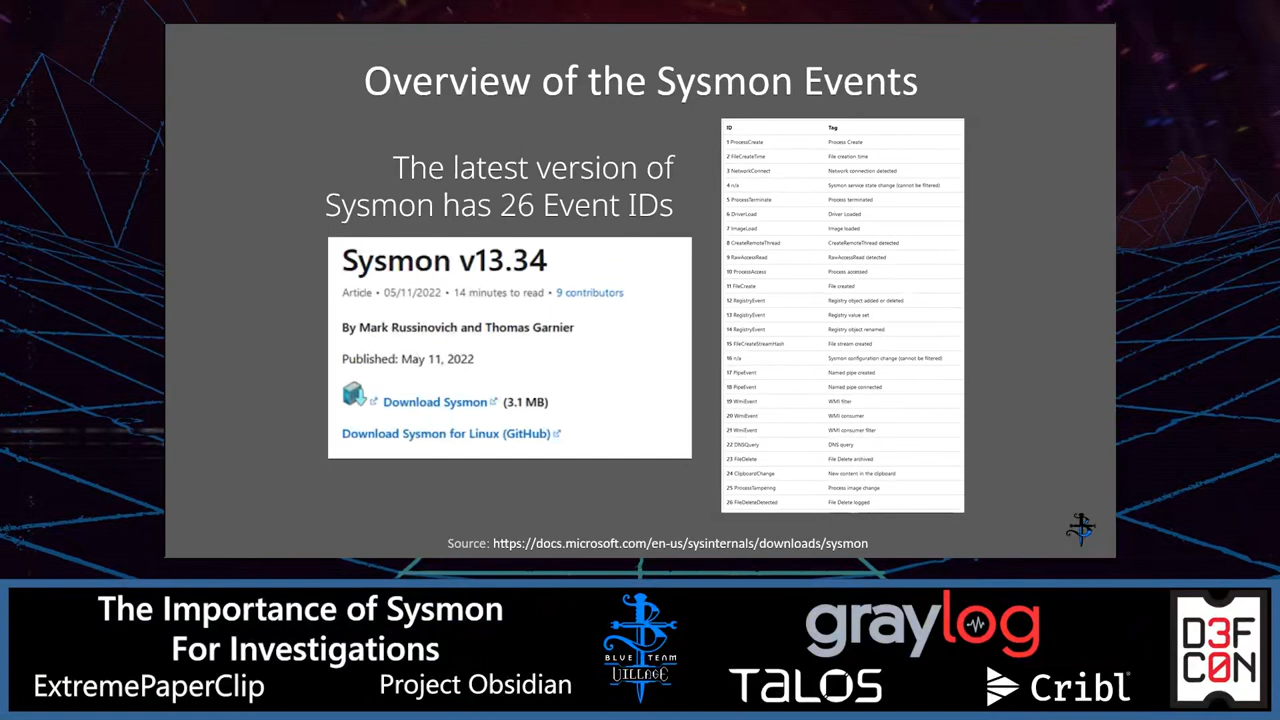 Overview of the Sysmon Events
The latest version of
Sysmon has 26 Event IDs
Sysmon v13.34
Article • 05/11/2022 • 14 minutes to read • 9 contributors
By Mark Russinovich and Thomas Garnier
Published: May 11, 2022
Download Sysmon (3.1 MB)
Download Sysmon for Linux (GitHub)
ID Tag
1 ProcessCreate Process Create
2 FileCreateTime File creation time
3 NetworkConnect Network connection detected
4 n/a Sysmon service state change (cannot be filtered)
5 ProcessTerminate Process terminated
6 DriverLoad Driver Loaded
7 ImageLoad Image loaded
8 CreateRemoteThread CreateRemoteThread detected
9 RawAccessRead RawAccessRead detected
10 ProcessAccess Process accessed
11 FileCreate File created
12 RegistryEvent Registry object added or deleted
13 RegistryEvent Registry value set
14 RegistryEvent Registry object renamed
15 FileCreateStreamHash File stream created
16 n/a Sysmon configuration change (cannot be filtered)
17 PipeEvent Named pipe created
18 PipeEvent Named pipe connected
19 WmiEvent WMI filter
20 WmiEvent WMI consumer
21 WmiEvent WMI consumer filter
22 DNSQuery DNS query
23 FileDelete File Delete archived
24 ClipboardChange New content in the clipboard
25 ProcessTampering Process image change
26 FileDeleteDetected File Delete logged
Source: https://docs.microsoft.com/en-us/sysinternals/downloads/sysmon
The Importance of Sysmon
For Investigations
ExtremePaperClip Project Obsidian
BLUE TEAM
VILLAGE
graylog
TALOS
Cribl
D3F
C0N